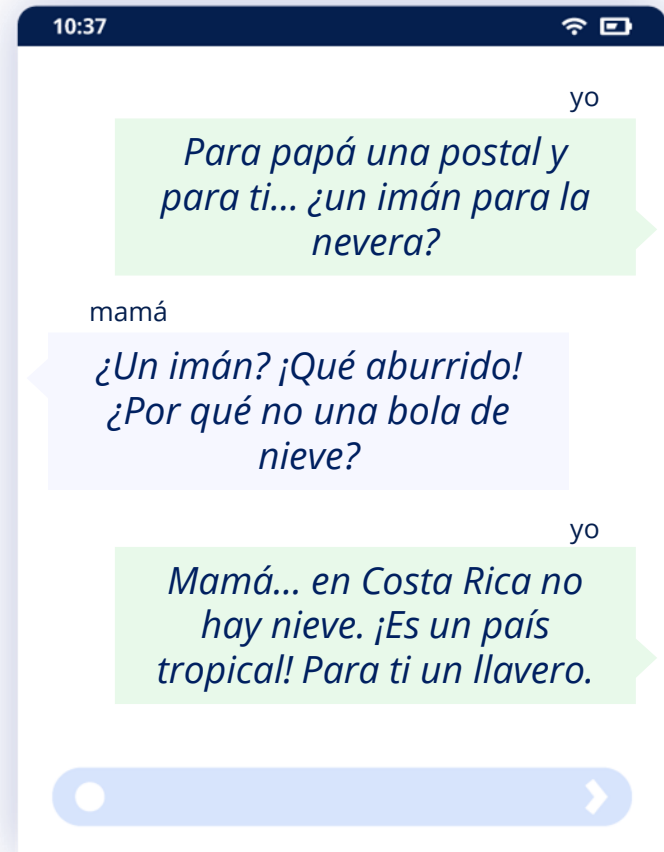 10:37
yo
Para papá una postal y
para ti... ¿un imán para la
nevera?
mamá
¿Un imán? ¡Qué aburrido!
¿Por qué no una bola de
nieve?
yo
Mamá... en Costa Rica no
hay nieve. ¡Es un país
tropical! Para ti un llavero.